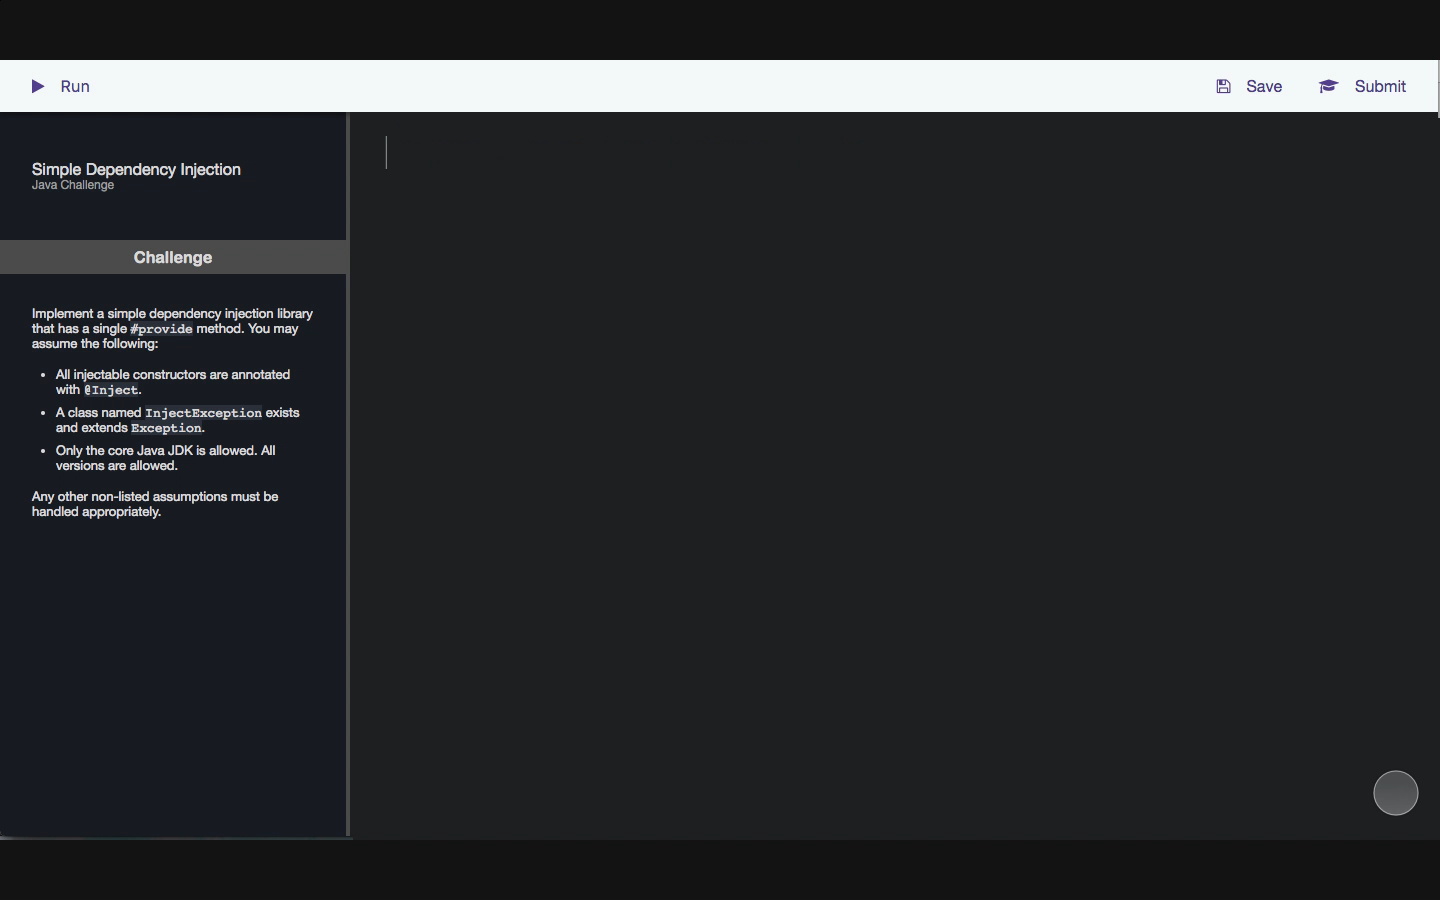 Run
Save
Submit
Simple Dependency Injection
Java Challenge
Challenge
Implement a simple dependency injection library
that has a single #provide method. You may
assume the following:
• All injectable constructors are annotated
with @Inject.
• A class named InjectException exists
and extends Exception.
• Only the core Java JDK is allowed. All
versions are allowed.
Any other non-listed assumptions must be
handled appropriately.